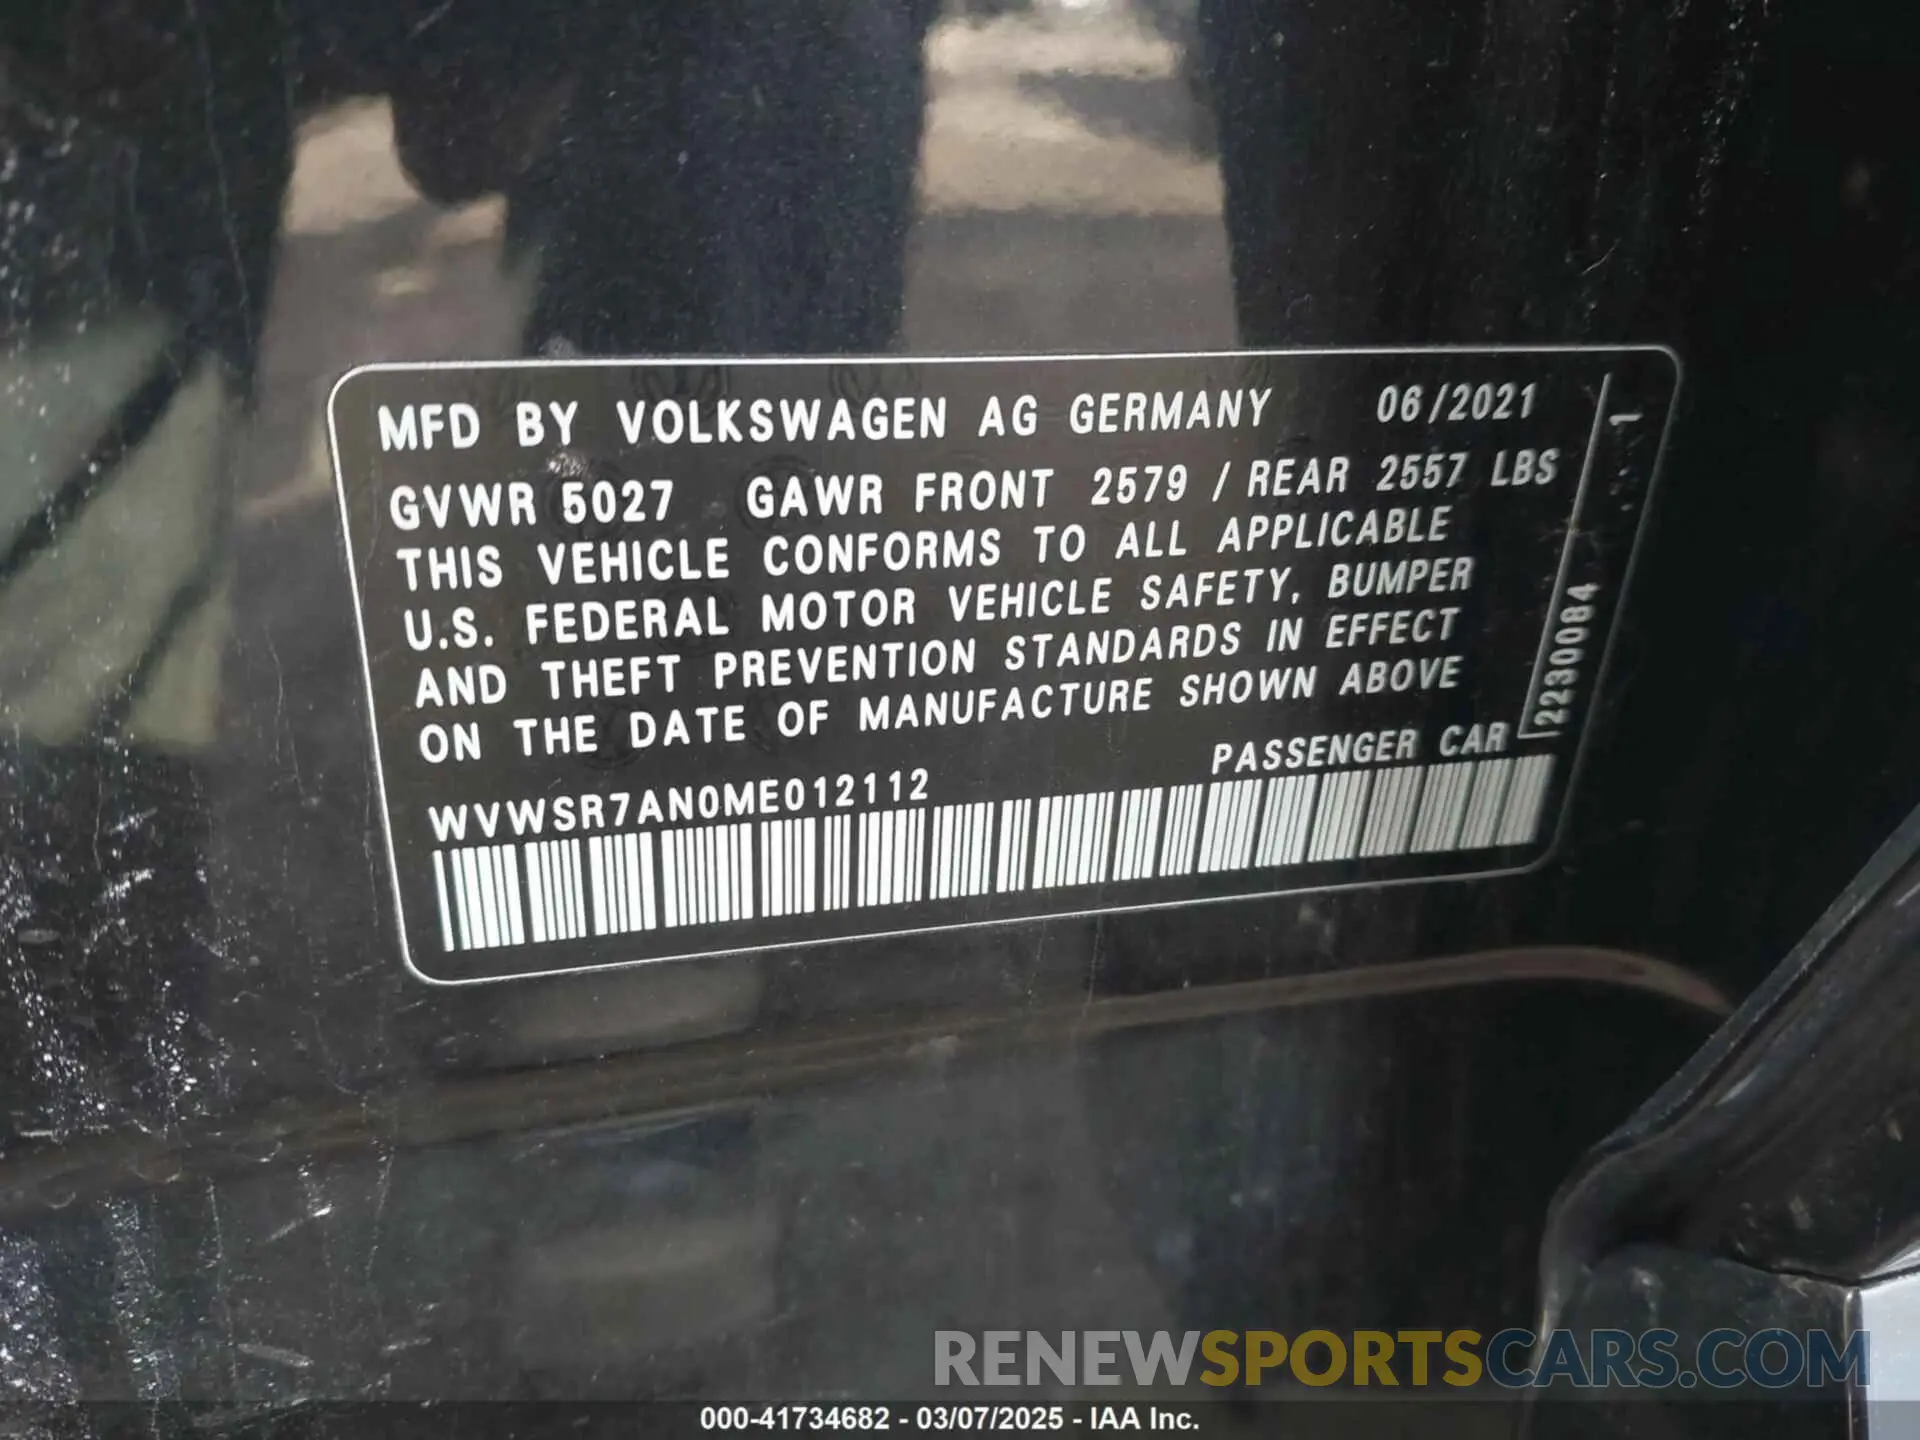 MFD BY VOLKSWAGEN AG GERMANY 06/2021
GVWR 5027 GAWR FRONT 2579 / REAR 2557 LBS
THIS VEHICLE CONFORMS TO ALL APPLICABLE
U.S. FEDERAL MOTOR VEHICLE SAFETY, BUMPER
AND THEFT PREVENTION STANDARDS IN EFFECT
ON THE DATE OF MANUFACTURE SHOWN ABOVE
PASSENGER CAR
WVWSR7AN0ME012112
2230084
1
RENEWSPORTSCARS.COM
000-41734682 - 03/07/2025 - IAA Inc.